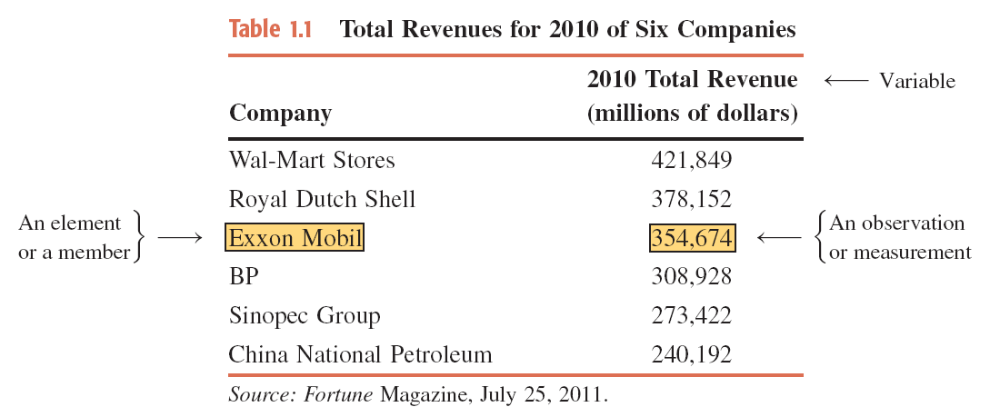 Table 1.1 Total Revenues for 2010 of Six Companies
2010 Total Revenue
Variable
Company
(millions of dollars)
Wal-Mart Stores 421,849
Royal Dutch Shell 378,152
An element
or a member
Exxon Mobil 354,674
An observation
or measurement
BP 308,928
Sinopec Group 273,422
China National Petroleum 240,192
Source: Fortune Magazine, July 25, 2011.